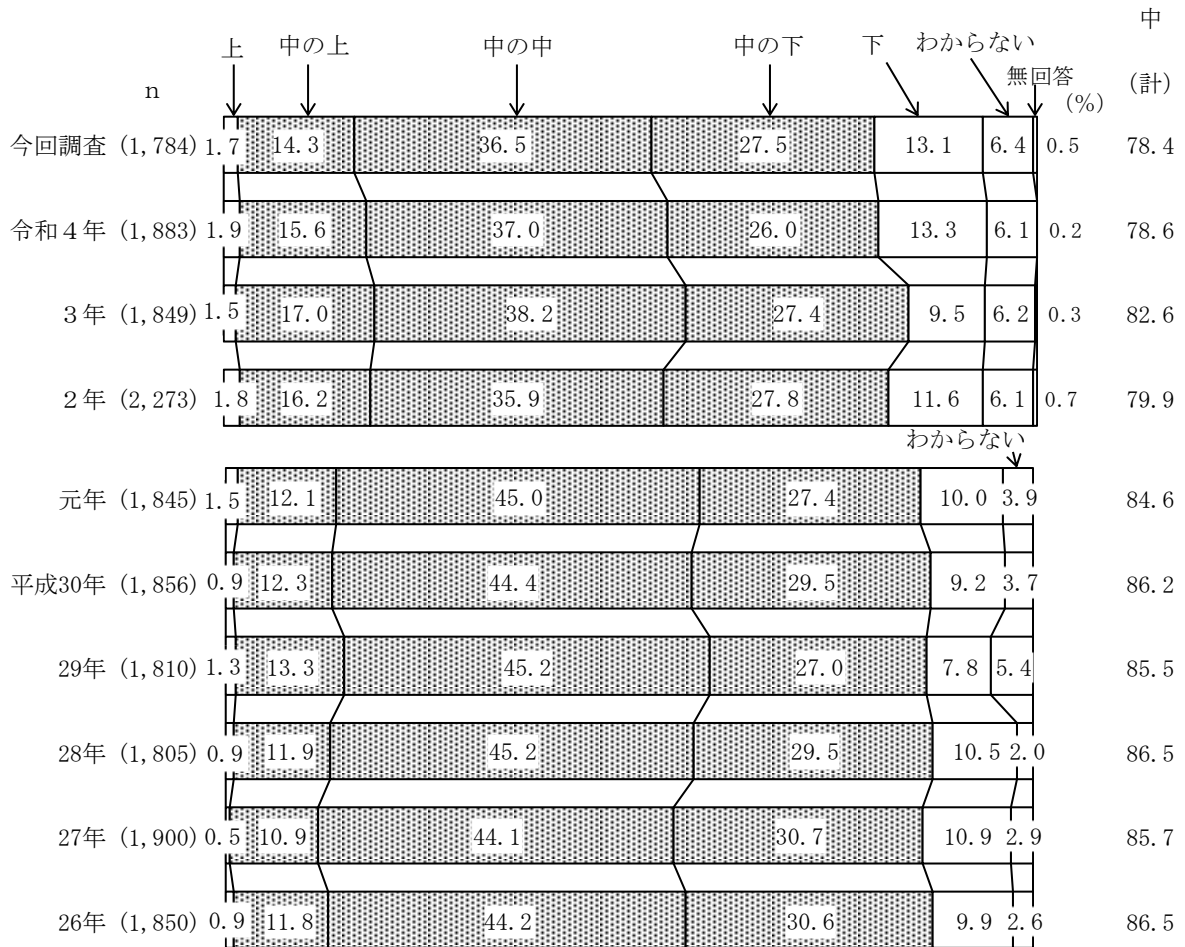 中
上 中の上 中の中 中の下 下 わからない
無回答
n (%) (計)
今回調査 (1,784) 1.7 14.3 36.5 27.5 13.1 6.4 0.5 78.4
令和4年 (1,883) 1.9 15.6 37.0 26.0 13.3 6.1 0.2 78.6
3年 (1,849) 1.5 17.0 38.2 27.4 9.5 6.2 0.3 82.6
2年 (2,273) 1.8 16.2 35.9 27.8 11.6 6.1 0.7 79.9
わからない
元年 (1,845) 1.5 12.1 45.0 27.4 10.0 3.9 84.6
平成30年 (1,856) 0.9 12.3 44.4 29.5 9.2 3.7 86.2
29年 (1,810) 1.3 13.3 45.2 27.0 7.8 5.4 85.5
28年 (1,805) 0.9 11.9 45.2 29.5 10.5 2.0 86.5
27年 (1,900) 0.5 10.9 44.1 30.7 10.9 2.9 85.7
26年 (1,850) 0.9 11.8 44.2 30.6 9.9 2.6 86.5